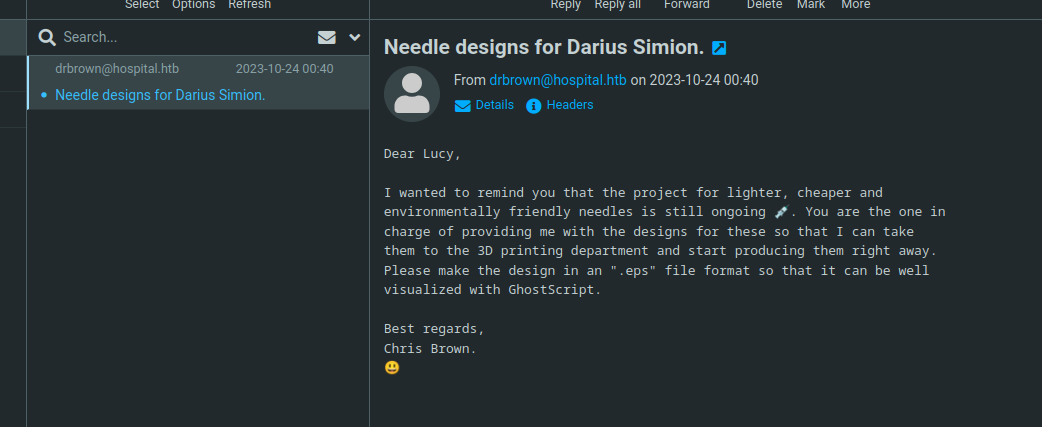 Select Options Refresh
Reply Reply all Forward Delete Mark More
Search...
drbrown@hospital.htb 2023-10-24 00:40
Needle designs for Darius Simion.
Needle designs for Darius Simion.
From drbrown@hospital.htb on 2023-10-24 00:40
Details Headers
Dear Lucy,
I wanted to remind you that the project for lighter, cheaper and
environmentally friendly needles is still ongoing 💉. You are the one in
charge of providing me with the designs for these so that I can take
them to the 3D printing department and start producing them right away.
Please make the design in an ".eps" file format so that it can be well
visualized with GhostScript.
Best regards,
Chris Brown.
😃